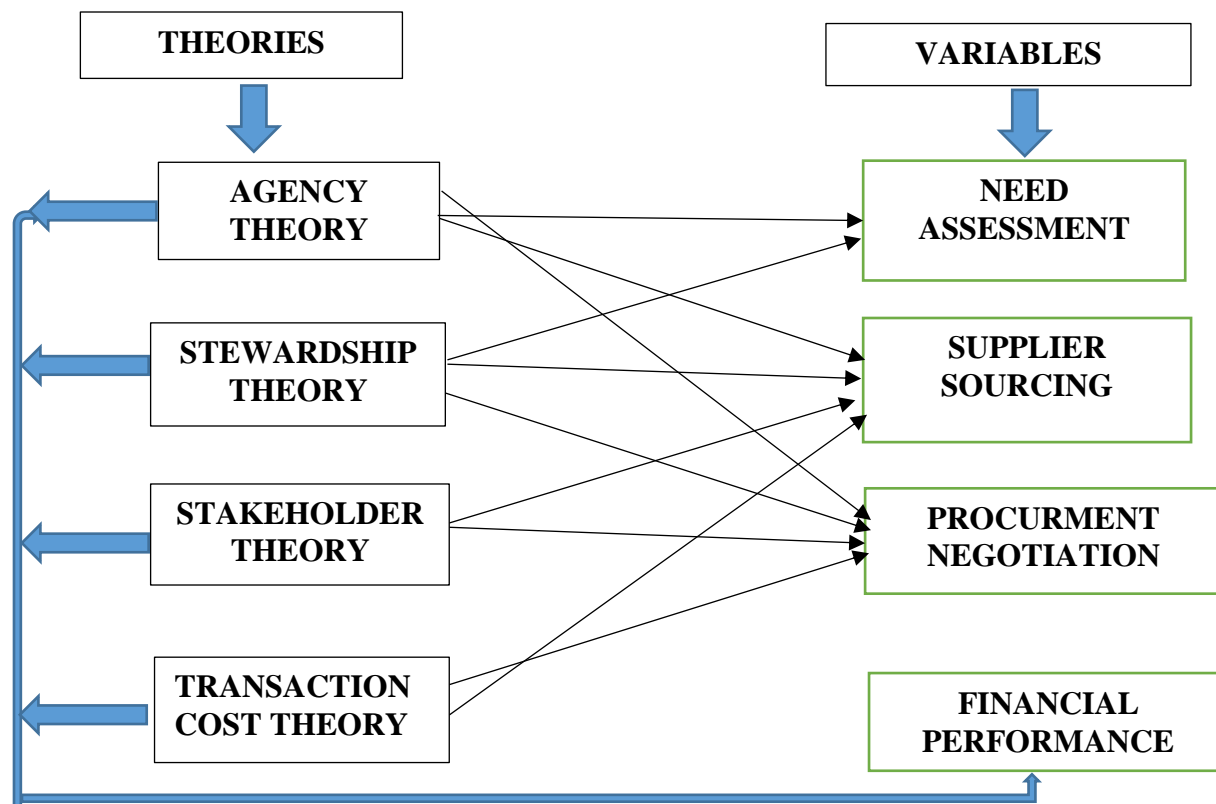 THEORIES
VARIABLES
AGENCY
THEORY
NEED
ASSESSMENT
STEWARDSHIP
THEORY
SUPPLIER
SOURCING
STAKEHOLDER
THEORY
PROCURMENT
NEGOTIATION
TRANSACTION
COST THEORY
FINANCIAL
PERFORMANCE